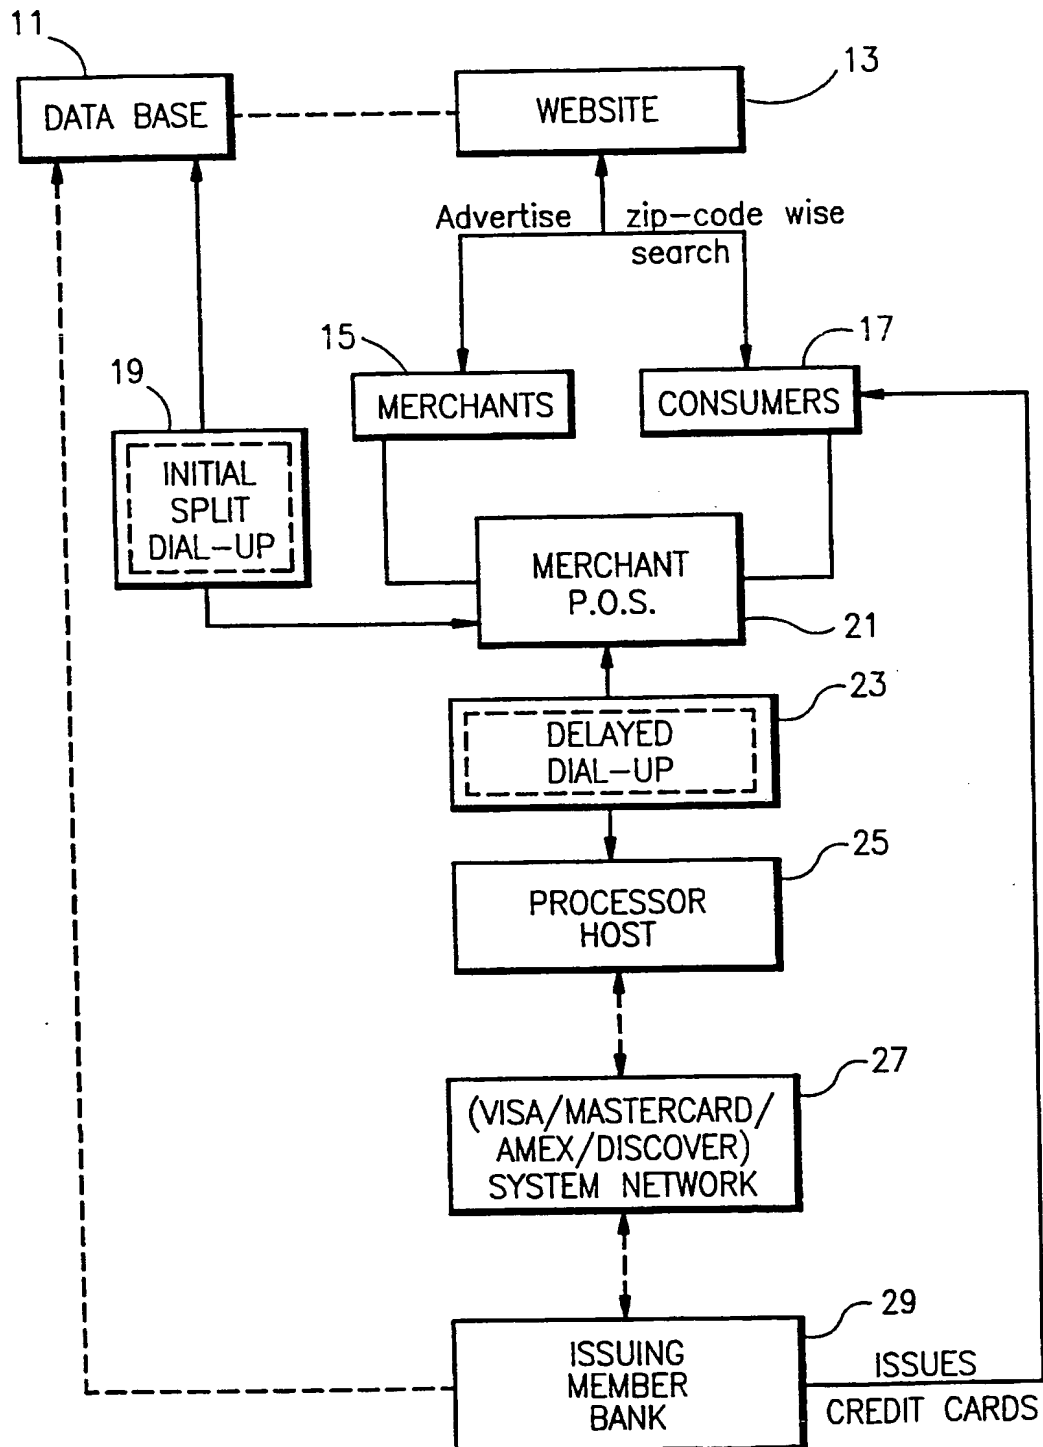 11
DATA BASE
WEBSITE
13
Advertise
zip-code wise
search
15
MERCHANTS
17
CONSUMERS
19
INITIAL
SPLIT
DIAL-UP
MERCHANT
P.O.S.
21
DELAYED
DIAL-UP
23
PROCESSOR
HOST
25
(VISA/MASTERCARD/
AMEX/DISCOVER)
SYSTEM NETWORK
27
ISSUING
MEMBER
BANK
29
ISSUES
CREDIT CARDS